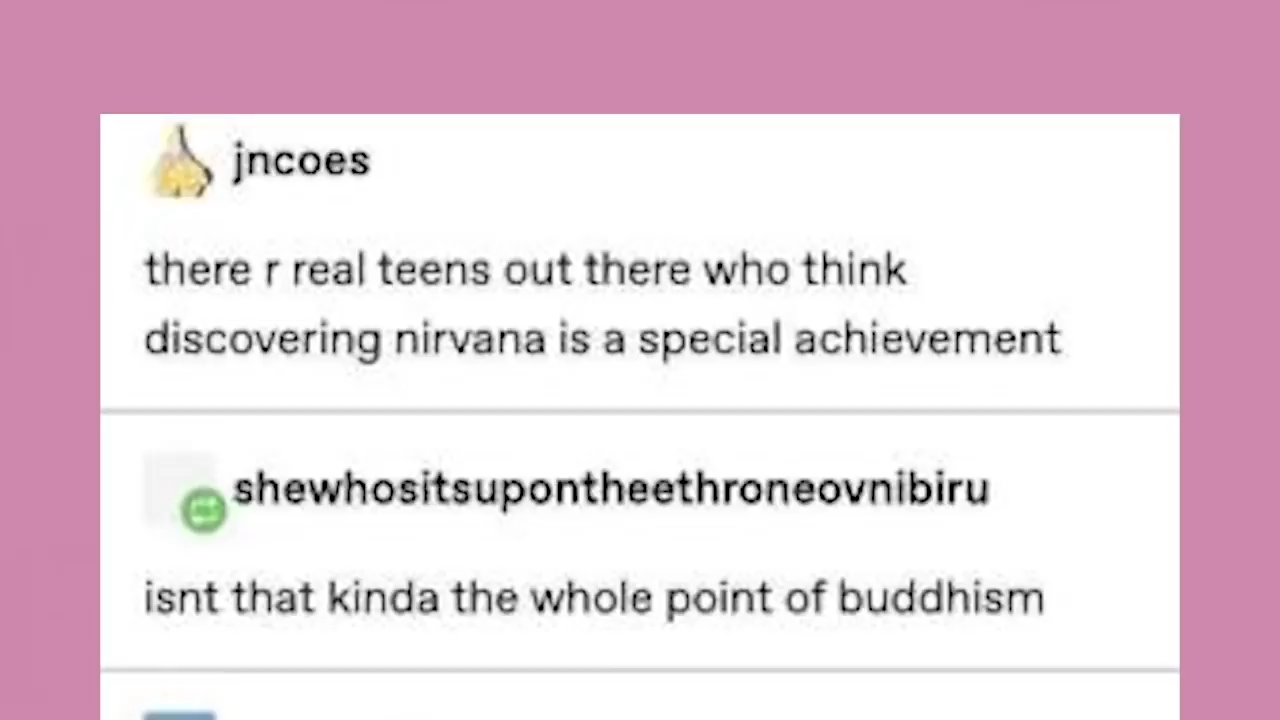 jncoes
there r real teens out there who think
discovering nirvana is a special achievement
shewhositsupontheethroneovnibiru
isnt that kinda the whole point of buddhism